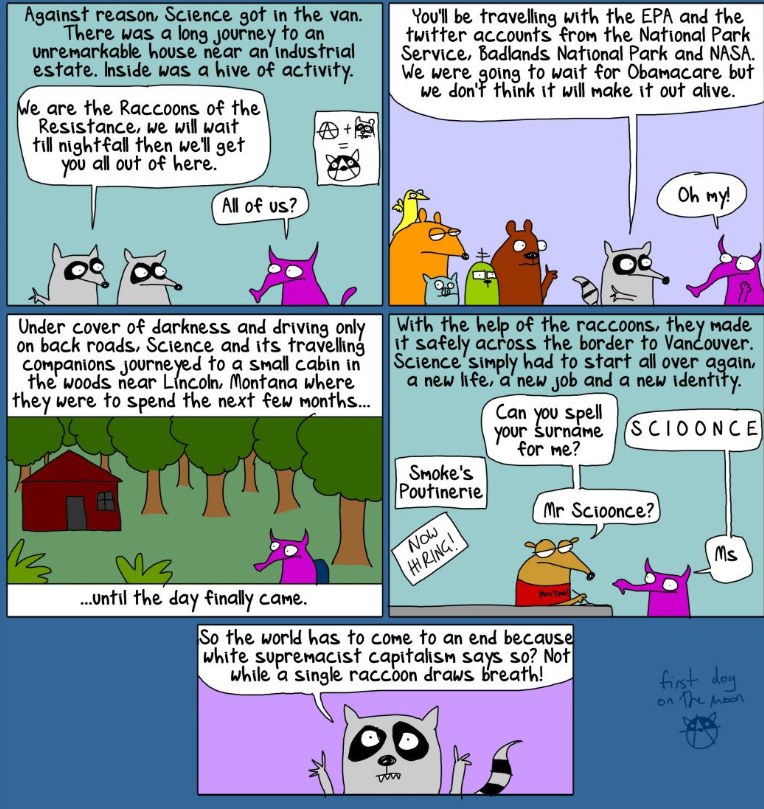 Against reason, Science got in the van.
There was a long journey to an
unremarkable house near an industrial
estate. Inside was a hive of activity.
We are the Raccoons of the
Resistance, we will wait
till nightfall then we'll get
you all out of here.
A +
=
All of us?
You'll be travelling with the EPA and the
twitter accounts from the National Park
Service, Badlands National Park and NASA.
We were going to wait for Obamacare but
we don't think it will make it out alive.
Oh my!
Under cover of darkness and driving only
on back roads, Science and its travelling
companions journeyed to a small cabin in
the woods near Lincoln, Montana where
they were to spend the next few months...
...until the day finally came.
With the help of the raccoons, they made
it safely across the border to Vancouver.
Science simply had to start all over again,
a new life, a new job and a new identity.
Can you spell
your surname
for me?
SCIOONCE
Smoke's
Poutinerie
Mr Scioonce?
NOW
HIRING!
Ms
So the world has to come to an end because
white supremacist capitalism says so? Not
while a single raccoon draws breath!
first dog
on the moon